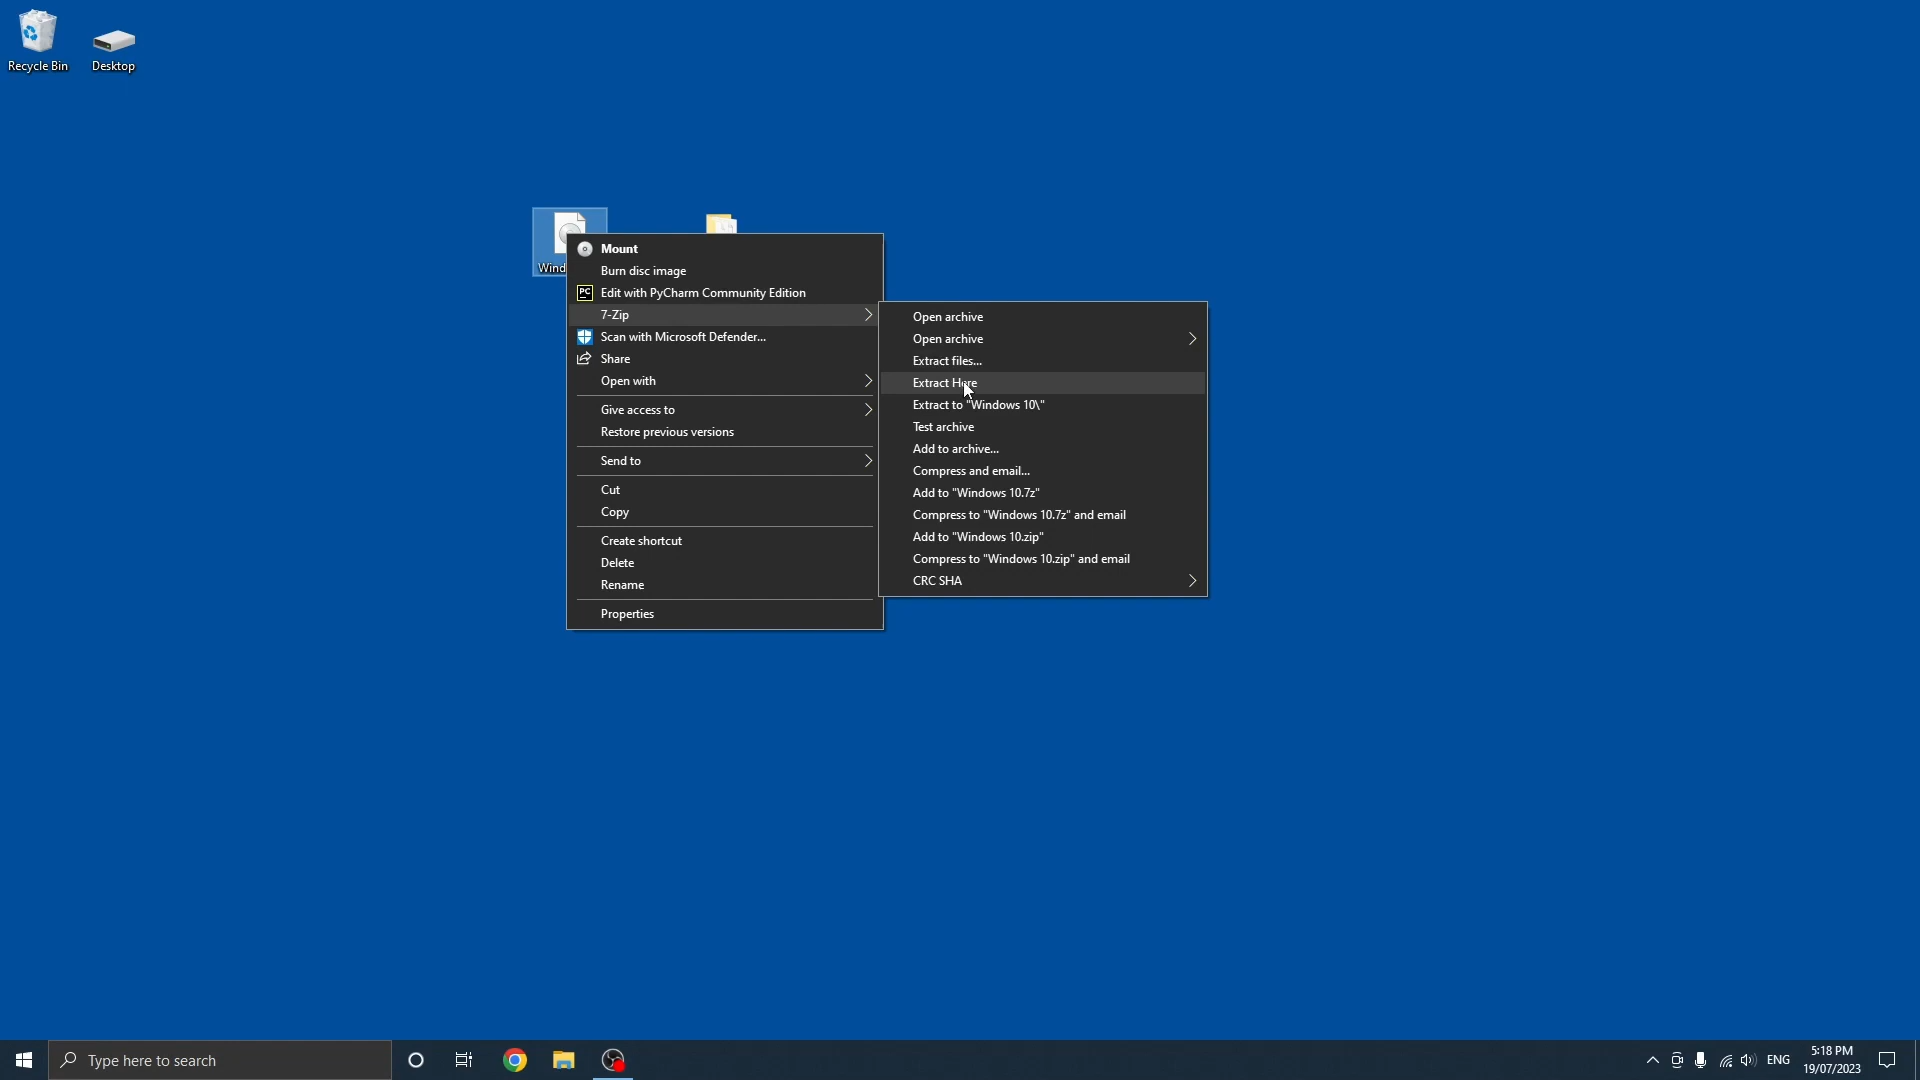 Recycle Bin
Desktop
Wind
Mount
Burn disc image
PC Edit with PyCharm Community Edition
7-Zip
Scan with Microsoft Defender...
Share
Open with
Give access to
Restore previous versions
Send to
Cut
Copy
Create shortcut
Delete
Rename
Properties
Open archive
Open archive
Extract files...
Extract Here
Extract to "Windows 10\"
Test archive
Add to archive...
Compress and email...
Add to "Windows 10.7z"
Compress to "Windows 10.7z" and email
Add to "Windows 10.zip"
Compress to "Windows 10.zip" and email
CRC SHA
Type here to search
ENG
5:18 PM
19/07/2023